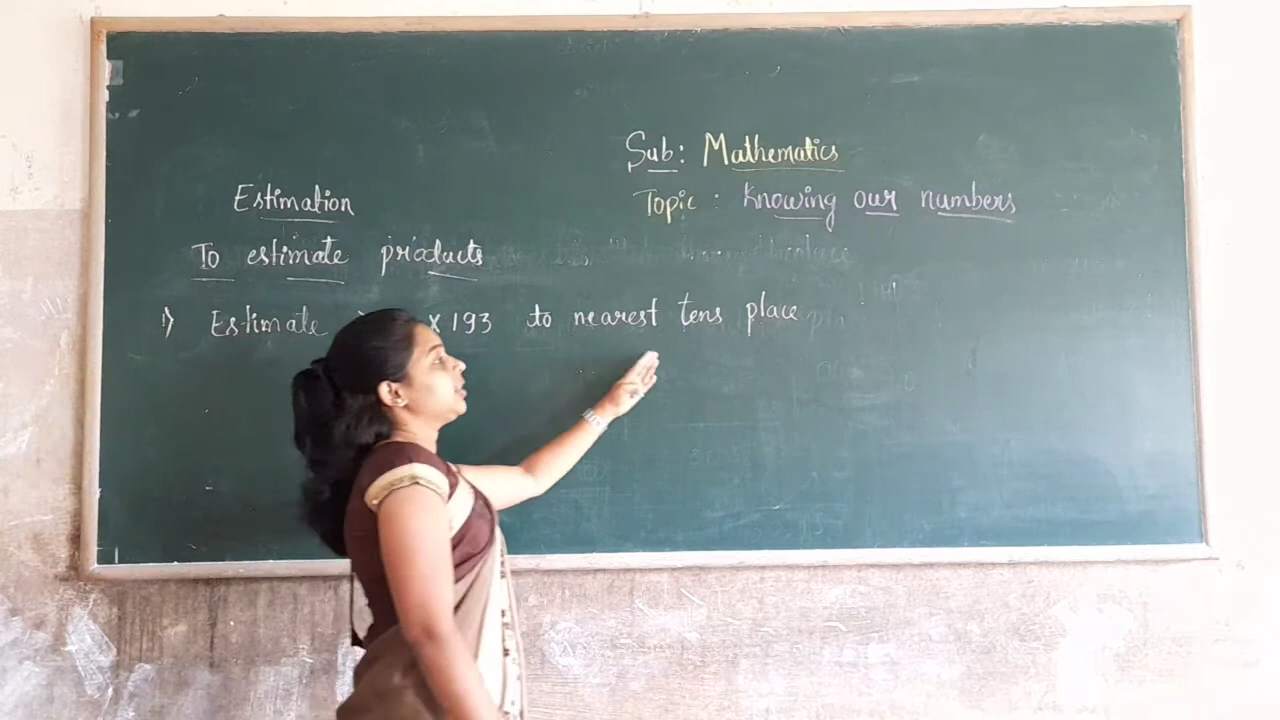 Sub: Mathematics
Topic: Knowing our numbers
Estimation
To estimate products
1) Estimate x 193 to nearest tens place